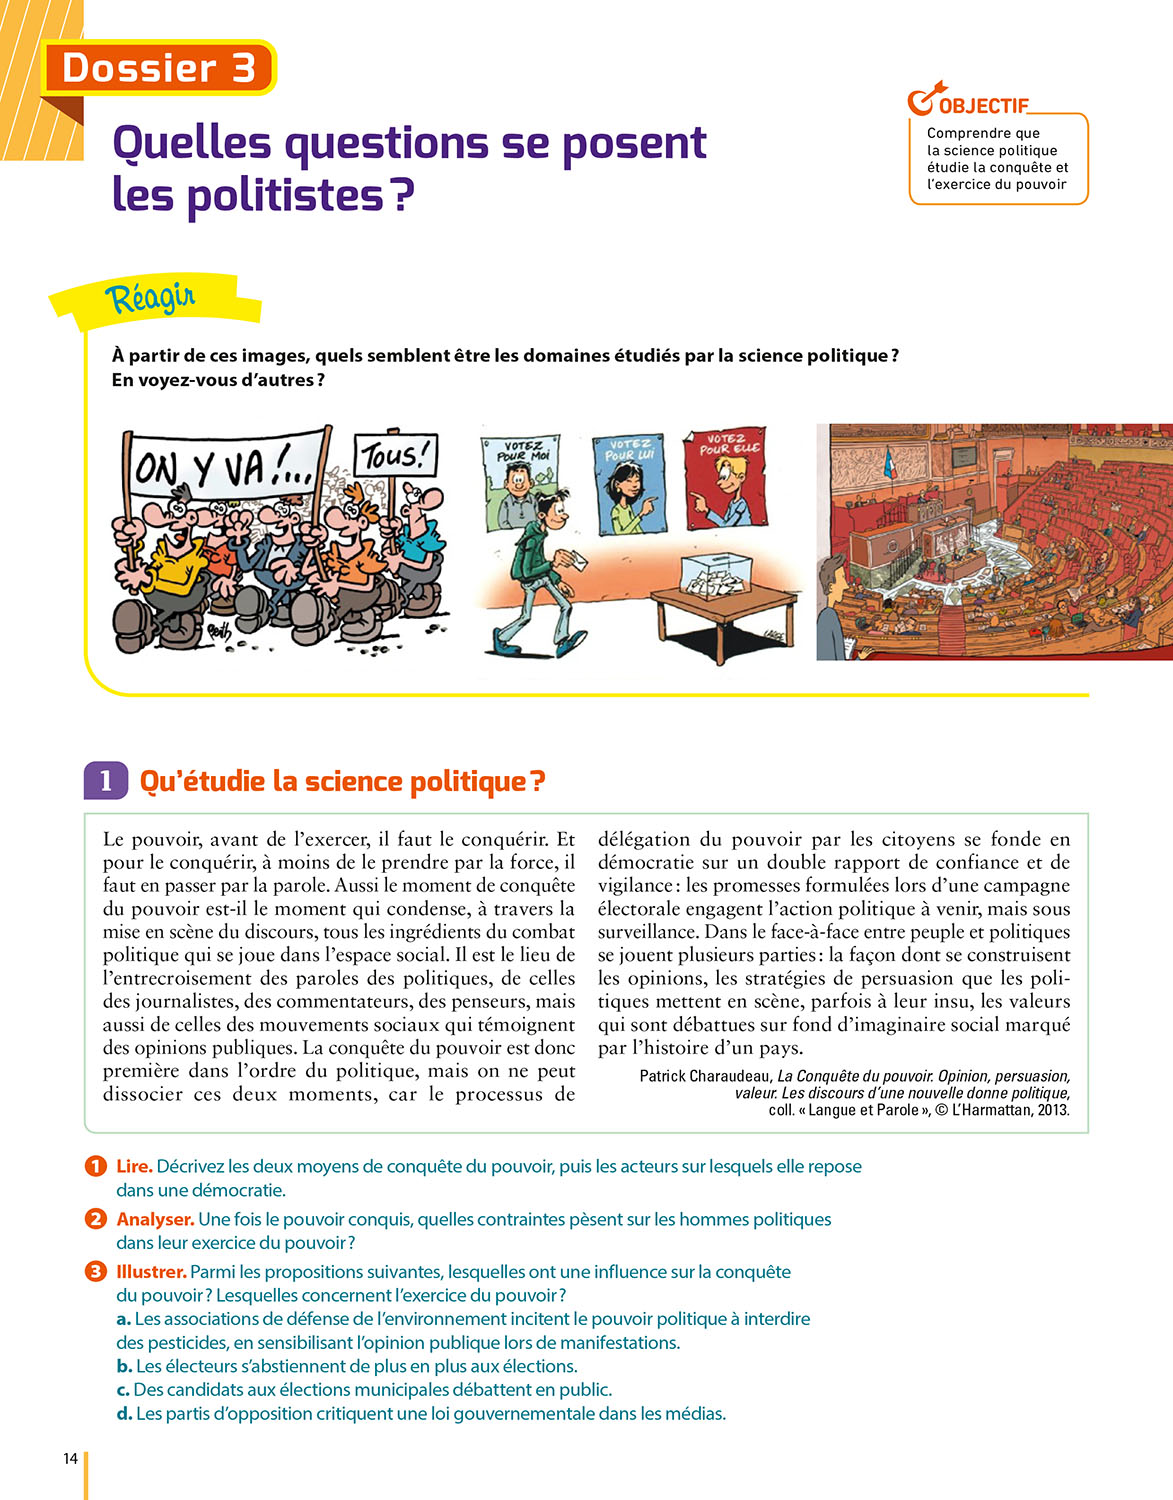 Dossier 3
Quelles questions se posent
les politistes ?
OBJECTIF
Comprendre que
la science politique
étudie la conquête et
l'exercice du pouvoir
Réagir
À partir de ces images, quels semblent être les domaines étudiés par la science politique ?
En voyez-vous d'autres ?
ON Y VA !...
Tous !
VOTEZ
POUR MOI
VOTEZ
POUR LUI
VOTEZ
POUR ELLE
1 Qu'étudie la science politique ?
Le pouvoir, avant de l'exercer, il faut le conquérir. Et
pour le conquérir, à moins de le prendre par la force, il
faut en passer par la parole. Aussi le moment de conquête
du pouvoir est-il le moment qui condense, à travers la
mise en scène du discours, tous les ingrédients du combat
politique qui se joue dans l'espace social. Il est le lieu de
l'entrecroisement des paroles des politiques, de celles
des journalistes, des commentateurs, des penseurs, mais
aussi de celles des mouvements sociaux qui témoignent
des opinions publiques. La conquête du pouvoir est donc
première dans l'ordre du politique, mais on ne peut
dissocier ces deux moments, car le processus de
délégation du pouvoir par les citoyens se fonde en
démocratie sur un double rapport de confiance et de
vigilance : les promesses formulées lors d'une campagne
électorale engagent l'action politique à venir, mais sous
surveillance. Dans le face-à-face entre peuple et politiques
se jouent plusieurs parties : la façon dont se construisent
les opinions, les stratégies de persuasion que les poli-
tiques mettent en scène, parfois à leur insu, les valeurs
qui sont débattues sur fond d'imaginaire social marqué
par l'histoire d'un pays.
Patrick Charaudeau, La Conquête du pouvoir. Opinion, persuasion,
valeur. Les discours d'une nouvelle donne politique,
coll. « Langue et Parole », © L'Harmattan, 2013.
1 Lire. Décrivez les deux moyens de conquête du pouvoir, puis les acteurs sur lesquels elle repose
dans une démocratie.
2 Analyser. Une fois le pouvoir conquis, quelles contraintes pèsent sur les hommes politiques
dans leur exercice du pouvoir ?
3 Illustrer. Parmi les propositions suivantes, lesquelles ont une influence sur la conquête
du pouvoir ? Lesquelles concernent l'exercice du pouvoir ?
a. Les associations de défense de l'environnement incitent le pouvoir politique à interdire
des pesticides, en sensibilisant l'opinion publique lors de manifestations.
b. Les électeurs s'abstiennent de plus en plus aux élections.
c. Des candidats aux élections municipales débattent en public.
d. Les partis d'opposition critiquent une loi gouvernementale dans les médias.
14